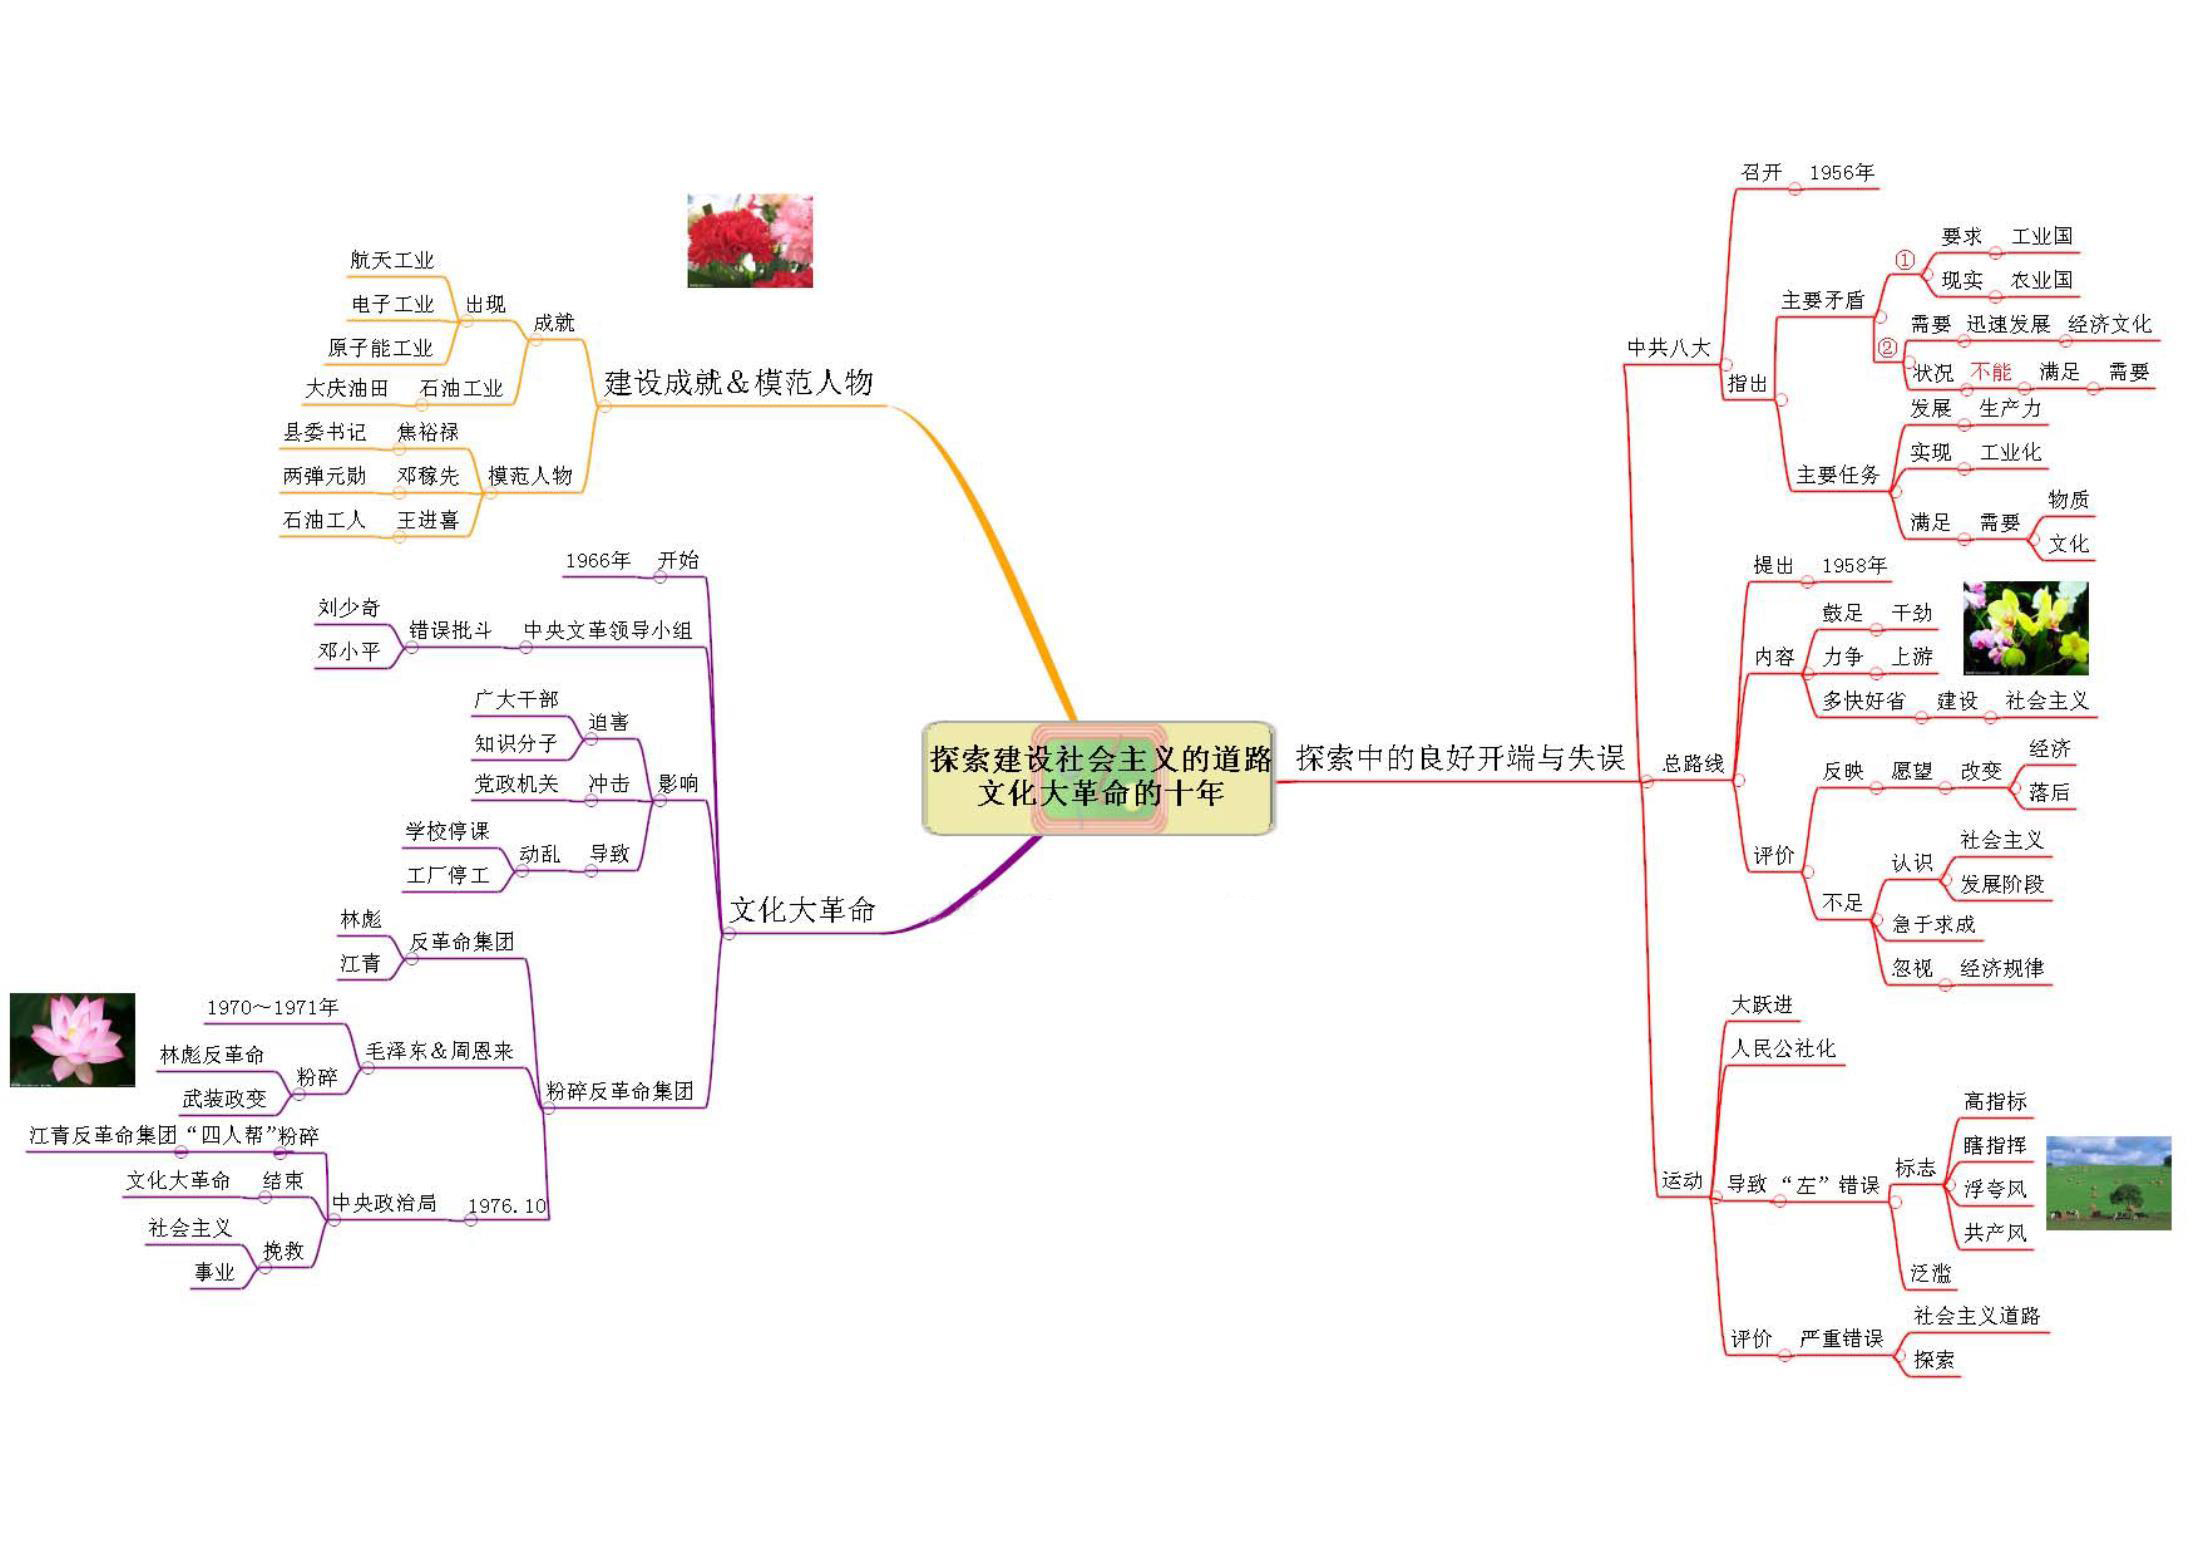 探索建设社会主义的道路
文化大革命的十年
探索中的良好开端与失误
中共八大
召开 1956年
指出
主要矛盾
①
要求 工业国
现实 农业国
②
需要 迅速发展 经济文化
状况 不能 满足 需要
主要任务
发展 生产力
实现 工业化
满足 需要
物质
文化
总路线
提出 1958年
内容
鼓足 干劲
力争 上游
多快好省 建设 社会主义
评价
反映 愿望 改变
经济
落后
不足
认识
社会主义
发展阶段
急于求成
忽视 经济规律
运动
大跃进
人民公社化
导致 “左”错误
标志
高指标
瞎指挥
浮夸风
共产风
泛滥
评价 严重错误
社会主义道路
探索
建设成就&模范人物
成就
出现
航天工业
电子工业
原子能工业
大庆油田 石油工业
模范人物
县委书记 焦裕禄
两弹元勋 邓稼先
石油工人 王进喜
文化大革命
1966年 开始
错误批斗 中央文革领导小组
刘少奇
邓小平
影响
迫害
广大干部
知识分子
党政机关 冲击
动乱 导致
学校停课
工厂停工
粉碎反革命集团
反革命集团
林彪
江青
毛泽东&周恩来
1970～1971年
粉碎
林彪反革命
武装政变
中央政治局 1976.10
江青反革命集团“四人帮”粉碎
文化大革命 结束
挽救
社会主义
事业